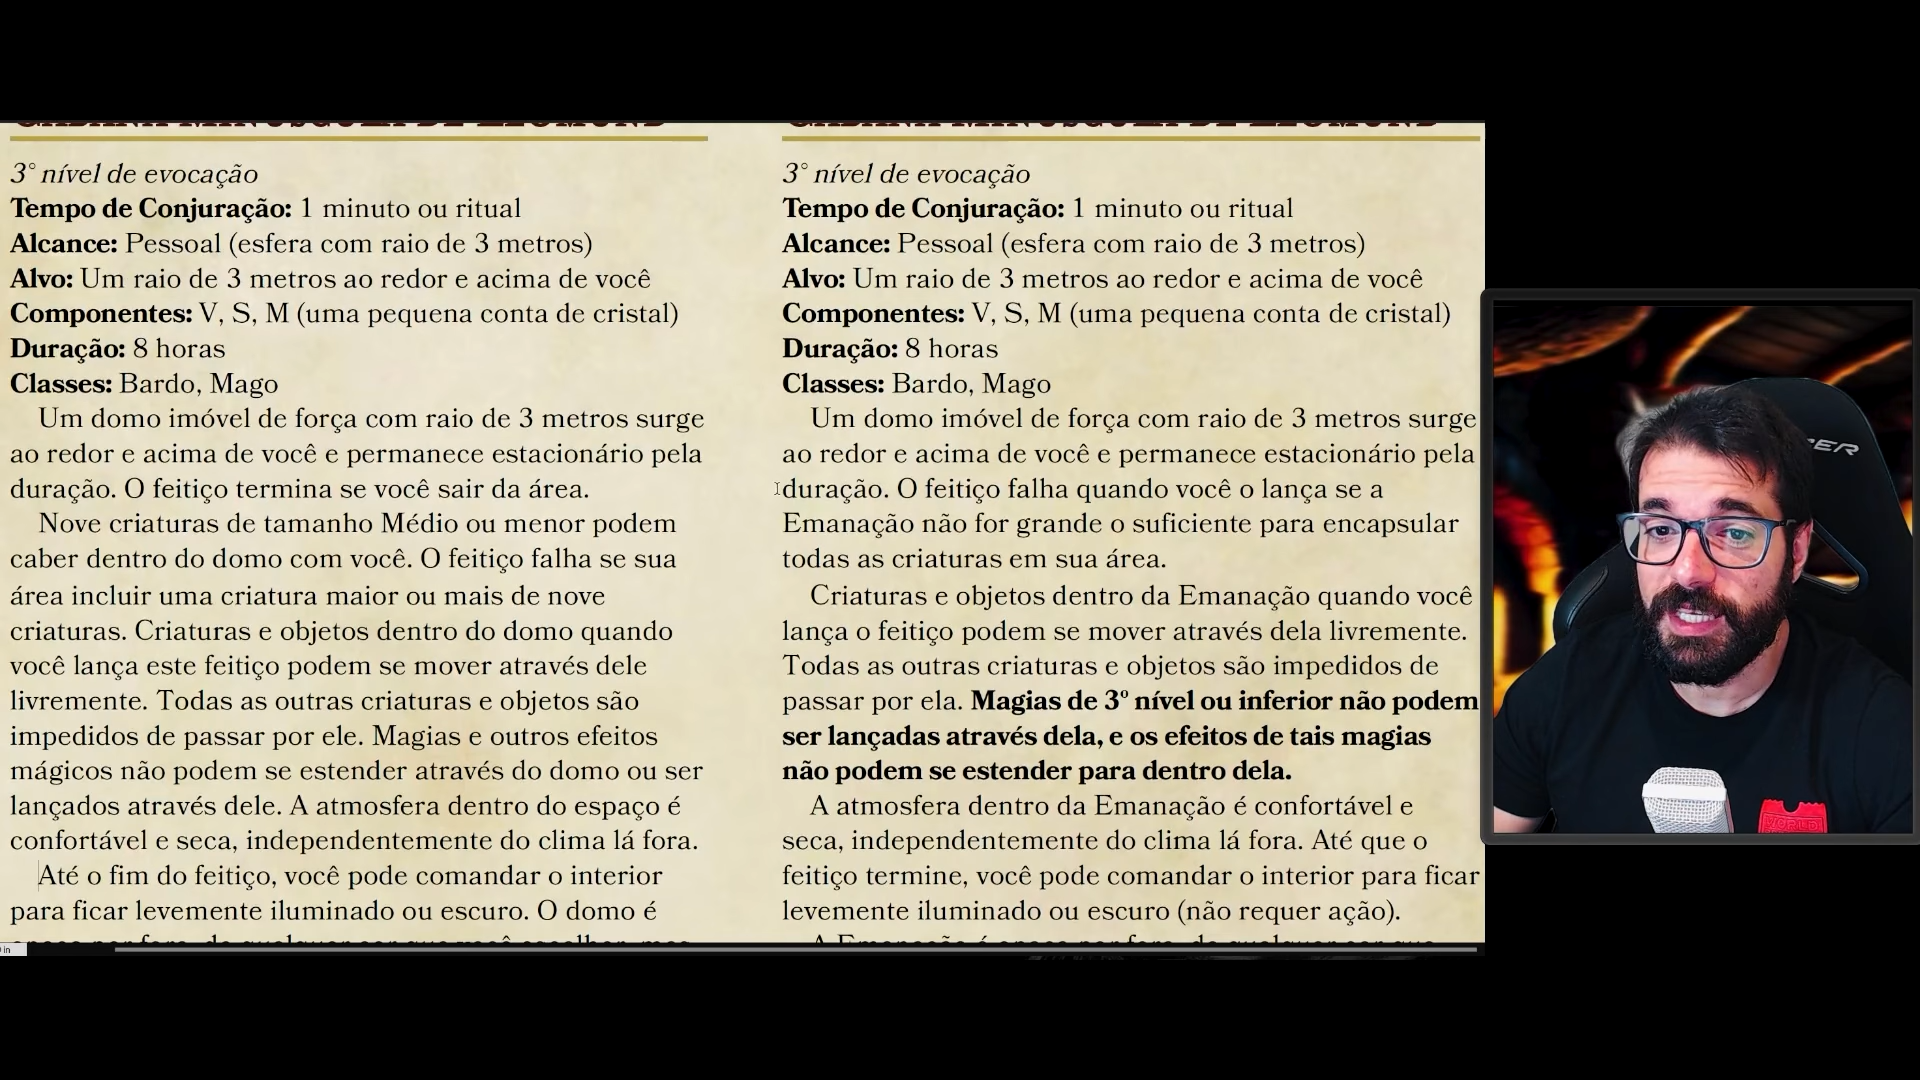 3° nível de evocação
Tempo de Conjuração: 1 minuto ou ritual
Alcance: Pessoal (esfera com raio de 3 metros)
Alvo: Um raio de 3 metros ao redor e acima de você
Componentes: V, S, M (uma pequena conta de cristal)
Duração: 8 horas
Classes: Bardo, Mago
Um domo imóvel de força com raio de 3 metros surge
ao redor e acima de você e permanece estacionário pela
duração. O feitiço termina se você sair da área.
Nove criaturas de tamanho Médio ou menor podem
caber dentro do domo com você. O feitiço falha se sua
área incluir uma criatura maior ou mais de nove
criaturas. Criaturas e objetos dentro do domo quando
você lança este feitiço podem se mover através dele
livremente. Todas as outras criaturas e objetos são
impedidos de passar por ele. Magias e outros efeitos
mágicos não podem se estender através do domo ou ser
lançados através dele. A atmosfera dentro do espaço é
confortável e seca, independentemente do clima lá fora.
Até o fim do feitiço, você pode comandar o interior
para ficar levemente iluminado ou escuro. O domo é
3° nível de evocação
Tempo de Conjuração: 1 minuto ou ritual
Alcance: Pessoal (esfera com raio de 3 metros)
Alvo: Um raio de 3 metros ao redor e acima de você
Componentes: V, S, M (uma pequena conta de cristal)
Duração: 8 horas
Classes: Bardo, Mago
Um domo imóvel de força com raio de 3 metros surge
ao redor e acima de você e permanece estacionário pela
duração. O feitiço falha quando você o lança se a
Emanação não for grande o suficiente para encapsular
todas as criaturas em sua área.
Criaturas e objetos dentro da Emanação quando você
lança o feitiço podem se mover através dela livremente.
Todas as outras criaturas e objetos são impedidos de
passar por ela. Magias de 3º nível ou inferior não podem
ser lançadas através dela, e os efeitos de tais magias
não podem se estender para dentro dela.
A atmosfera dentro da Emanação é confortável e
seca, independentemente do clima lá fora. Até que o
feitiço termine, você pode comandar o interior para ficar
levemente iluminado ou escuro (não requer ação).
WORLD